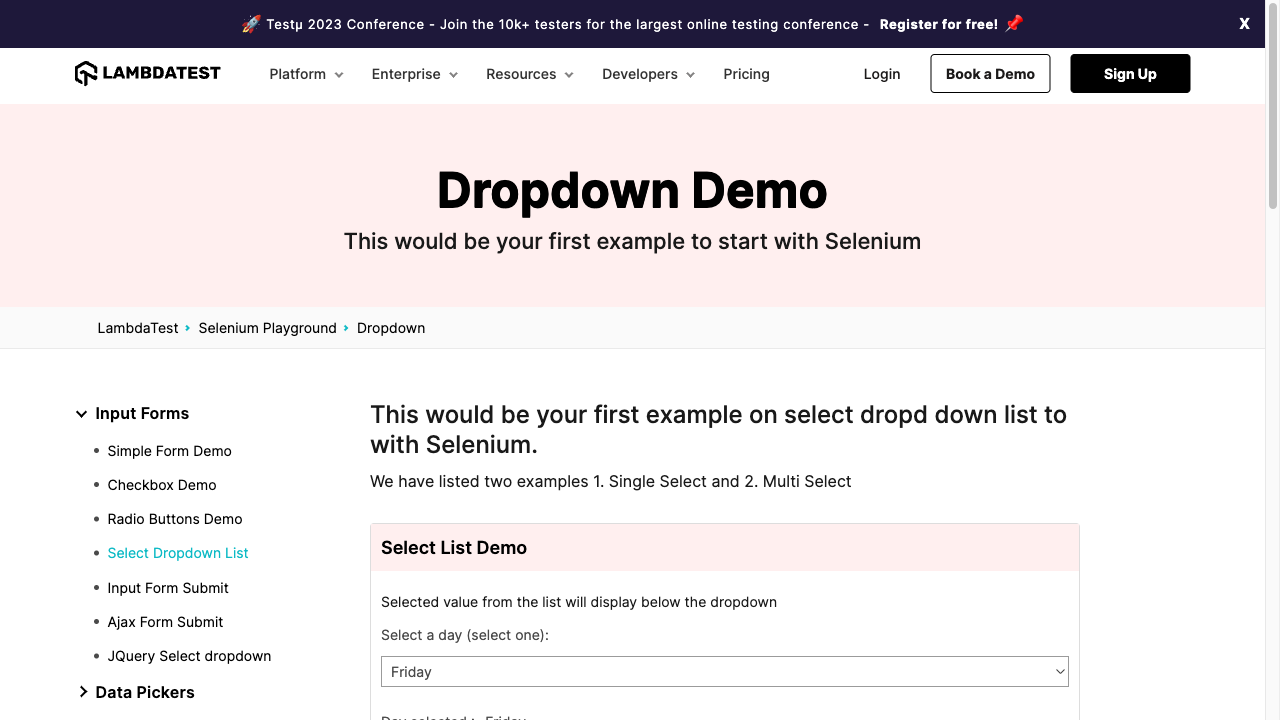 🚀 Testμ 2023 Conference - Join the 10k+ testers for the largest online testing conference - Register for free! 📌 X
LAMBDATEST Platform Enterprise Resources Developers Pricing Login Book a Demo Sign Up
Dropdown Demo
This would be your first example to start with Selenium
LambdaTest Selenium Playground Dropdown
Input Forms
Simple Form Demo
Checkbox Demo
Radio Buttons Demo
Select Dropdown List
Input Form Submit
Ajax Form Submit
JQuery Select dropdown
Data Pickers
This would be your first example on select dropd down list to
with Selenium.
We have listed two examples 1. Single Select and 2. Multi Select
Select List Demo
Selected value from the list will display below the dropdown
Select a day (select one):
Friday
Day selected :- Friday